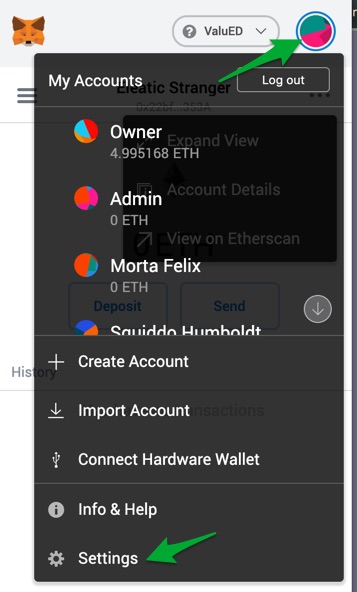 ValuED
My Accounts
Log out
Eleatic Stranger
Owner
4.995168 ETH
Expand View
Admin
0 ETH
Account Details
View on Etherscan
Morta Felix
0 ETH
Deposit
Send
Squiddo Humboldt
History
Create Account
Import Account
Connect Hardware Wallet
Info & Help
Settings